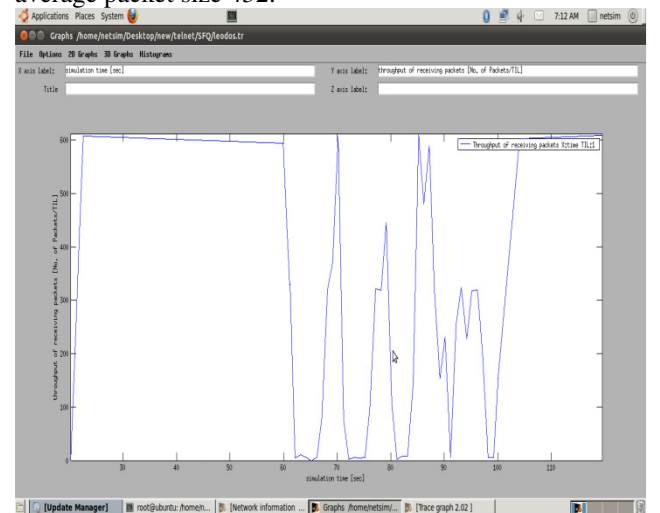 average packet size 432.
Applications Places System 7:12 AM netsim
Graphs /home/netsim/Desktop/new/telnet/SFQ/leodos.tr
File Options 2D Graphs 3D Graphs Histograms
X axis label: simulation time [sec] Y axis label: throughput of receiving packets [No. of Packets/TIL]
Title Z axis label:
Throughput of receiving packets X:time TIL:1
throughput of receiving packets [No. of Packets/TIL]
600
500
400
300
200
100
0
30 40 50 60 70 80 90 100 110
simulation time [sec]
[Update Manager] root@ubuntu: /home/n... [Network information ... Graphs /home/netsim/... [Trace graph 2.02 ]